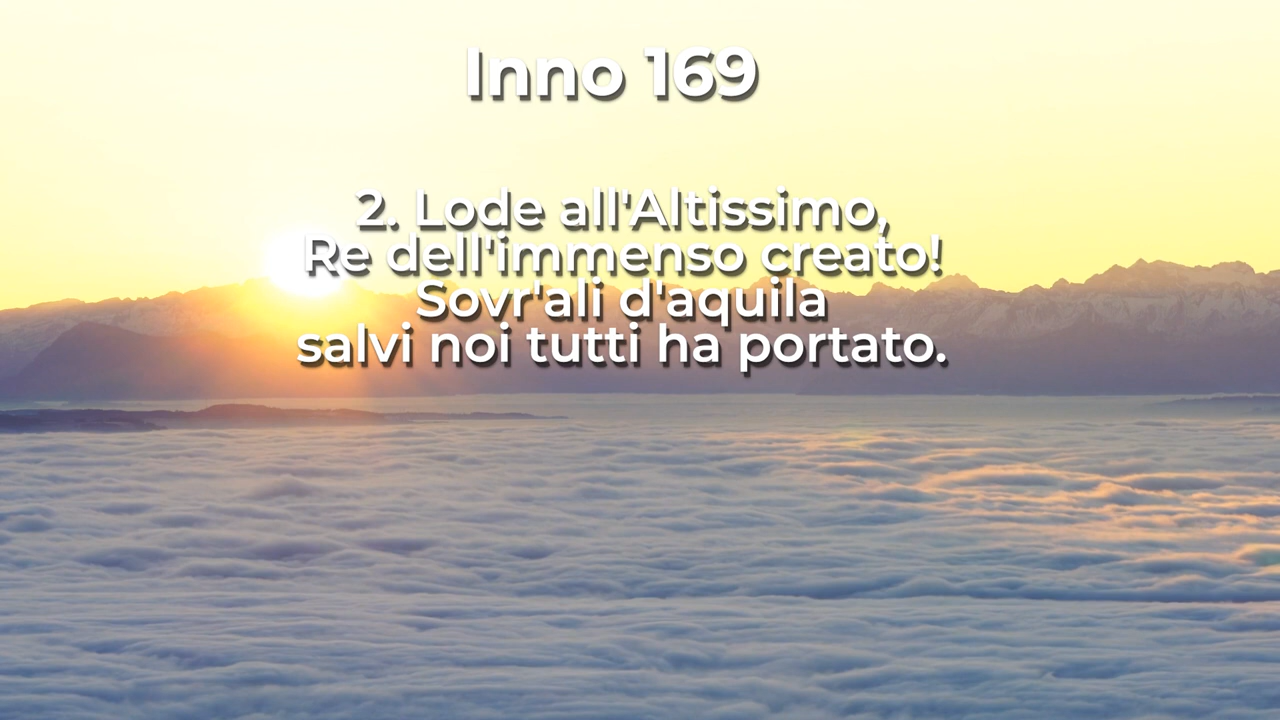 Inno 169
2. Lode all'Altissimo,
Re dell'immenso creato!
Sovr'ali d'aquila
salvi noi tutti ha portato.